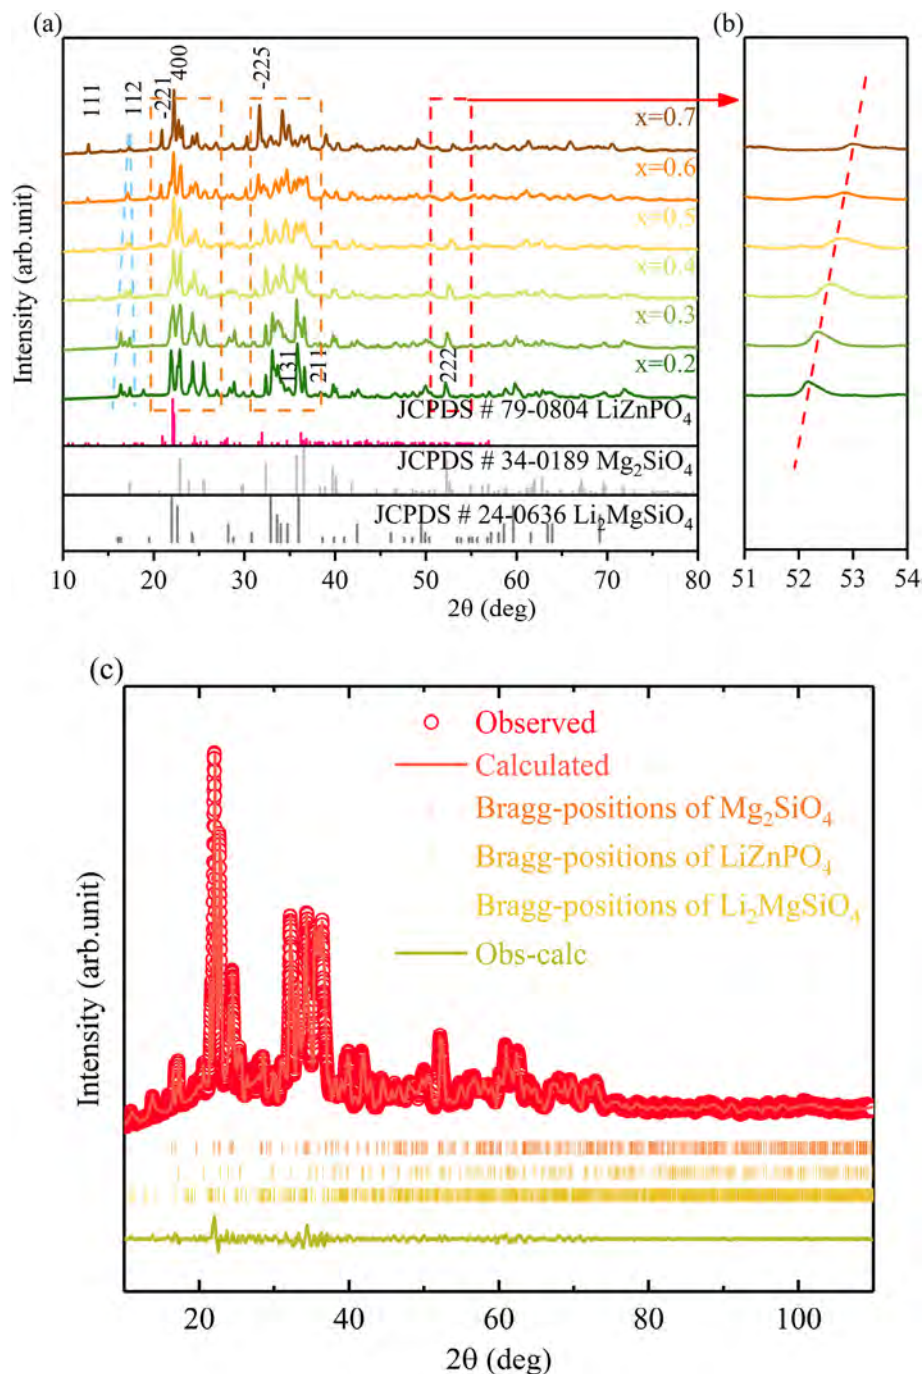 (a)
(b)
111
112
-221
400
-225
x=0.7
x=0.6
x=0.5
x=0.4
x=0.3
x=0.2
131
211
222
JCPDS # 79-0804 LiZnPO₄
JCPDS # 34-0189 Mg₂SiO₄
JCPDS # 24-0636 Li₂MgSiO₄
Intensity (arb.unit)
10 20 30 40 50 60 70 80
51 52 53 54
2θ (deg)
2θ (deg)
(c)
Observed
Calculated
Bragg-positions of Mg₂SiO₄
Bragg-positions of LiZnPO₄
Bragg-positions of Li₂MgSiO₄
Obs-calc
Intensity (arb.unit)
20 40 60 80 100
2θ (deg)